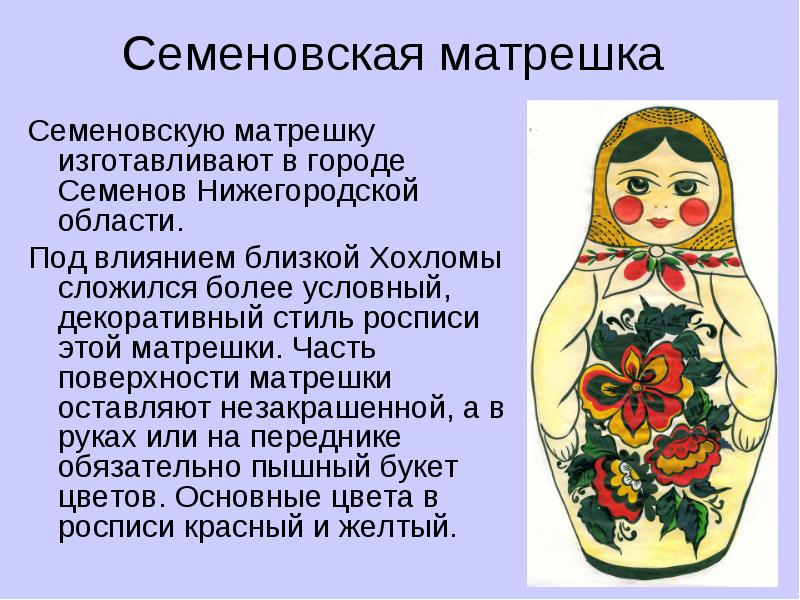 Семеновская матрешка
Семеновскую матрешку
изготавливают в городе
Семенов Нижегородской
области.
Под влиянием близкой Хохломы
сложился более условный,
декоративный стиль росписи
этой матрешки. Часть
поверхности матрешки
оставляют незакрашенной, а в
руках или на переднике
обязательно пышный букет
цветов. Основные цвета в
росписи красный и желтый.